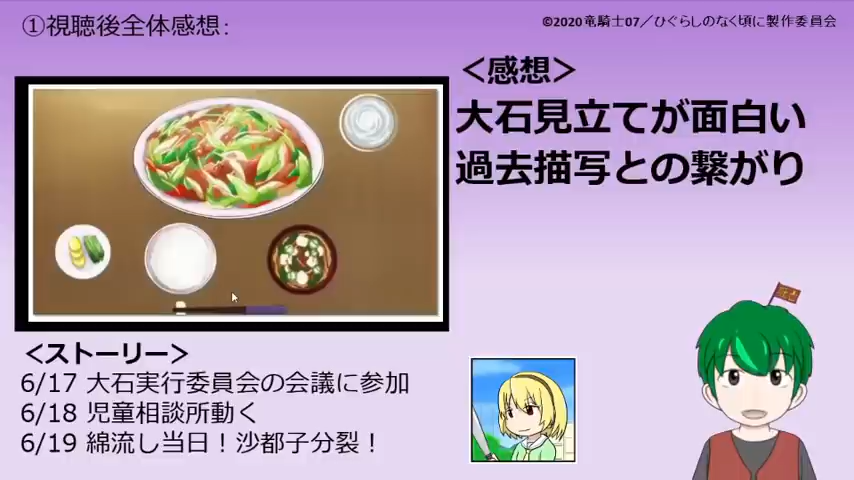 ①視聴後全体感想:
©2020竜騎士07／ひぐらしのなく頃に製作委員会
＜感想＞
大石見立てが面白い
過去描写との繋がり
＜ストーリー＞
6/17 大石実行委員会の会議に参加
6/18 児童相談所動く
6/19 綿流し当日！沙都子分裂！